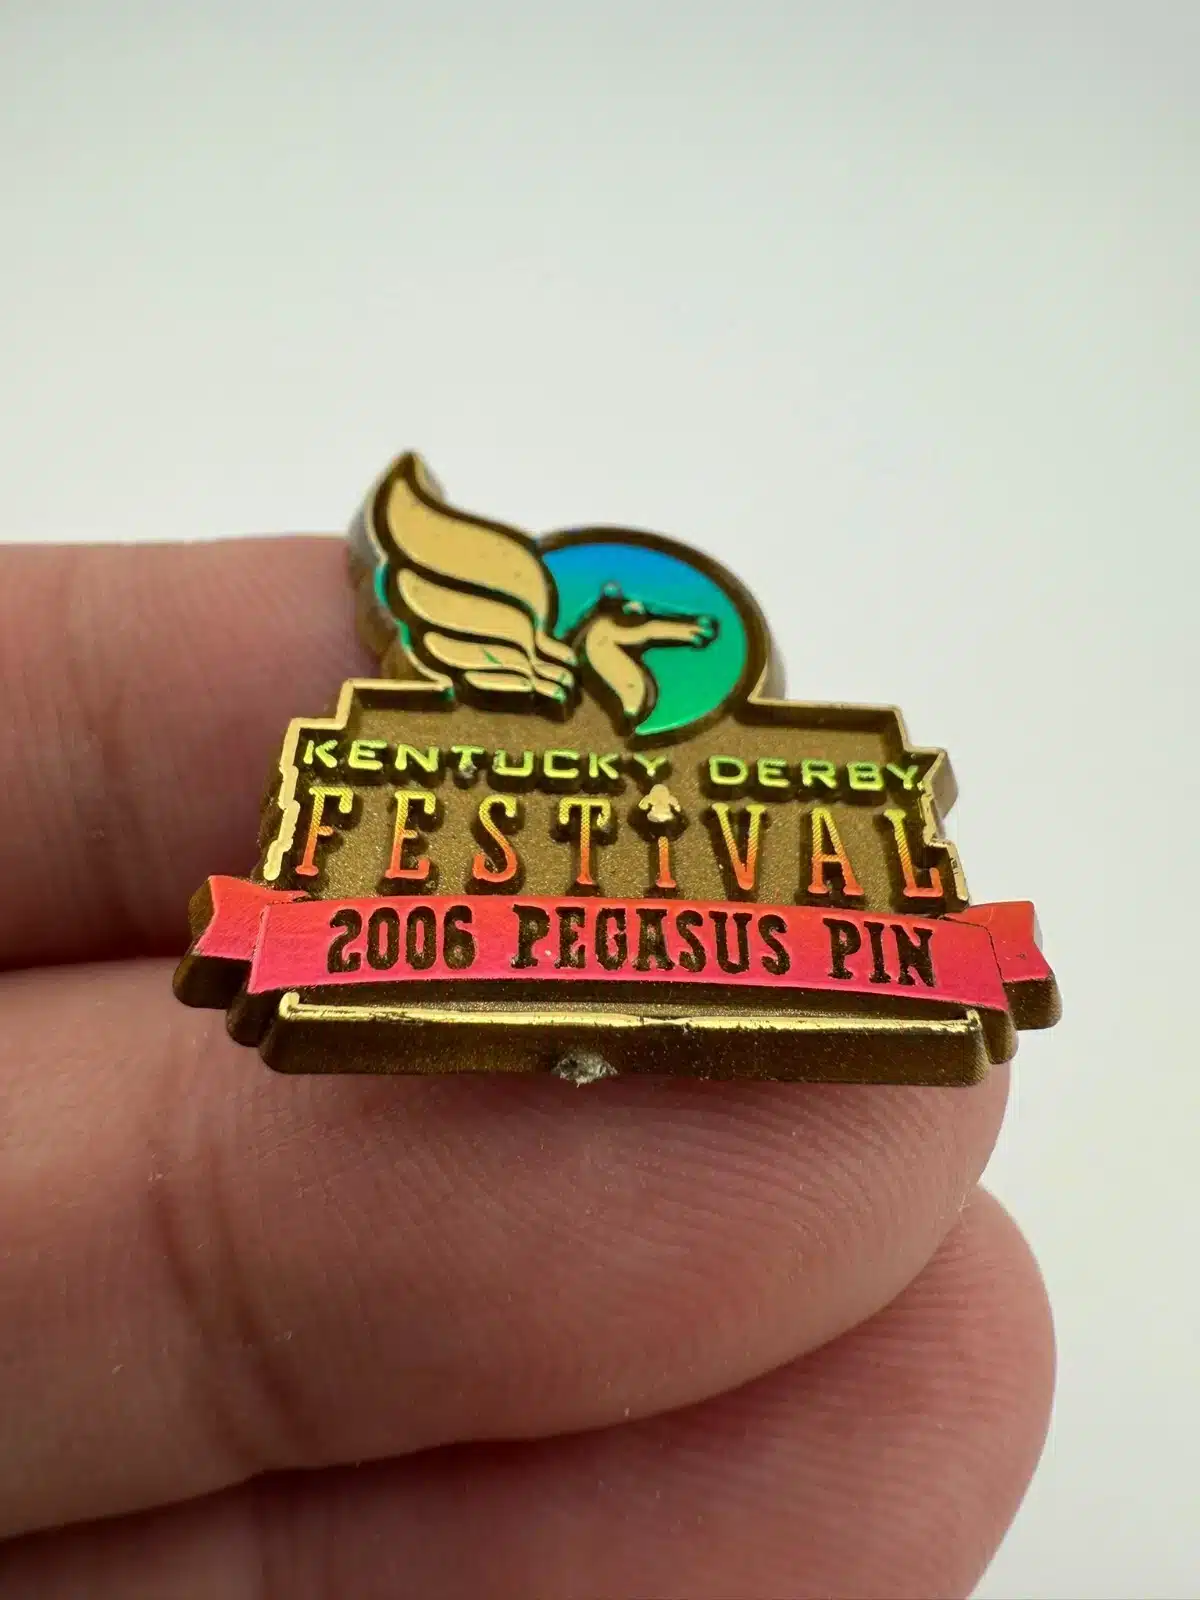 KENTUCKY DERBY
FESTIVAL
2006 PEGASUS PIN